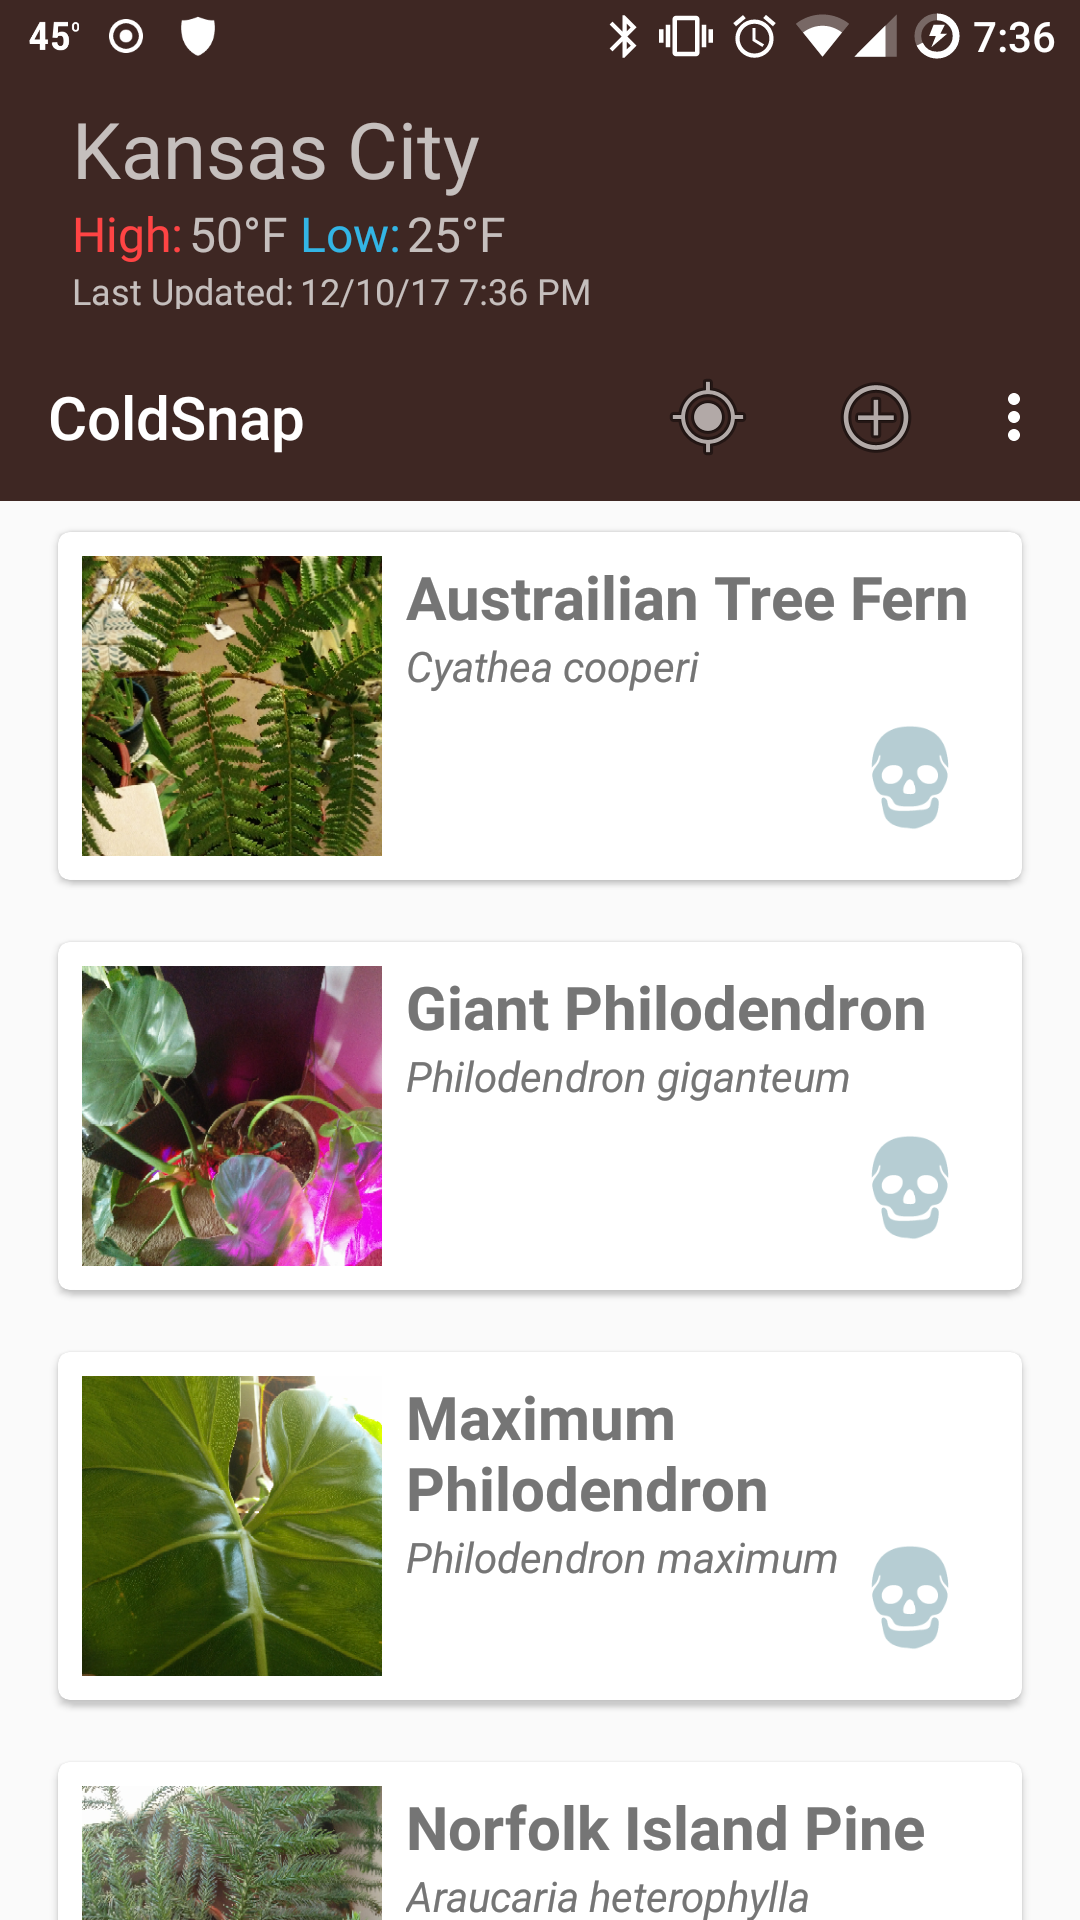 45°
7:36
Kansas City
High: 50°F Low: 25°F
Last Updated: 12/10/17 7:36 PM
ColdSnap
Austrailian Tree Fern
Cyathea cooperi
Giant Philodendron
Philodendron giganteum
Maximum
Philodendron
Philodendron maximum
Norfolk Island Pine
Araucaria heterophylla